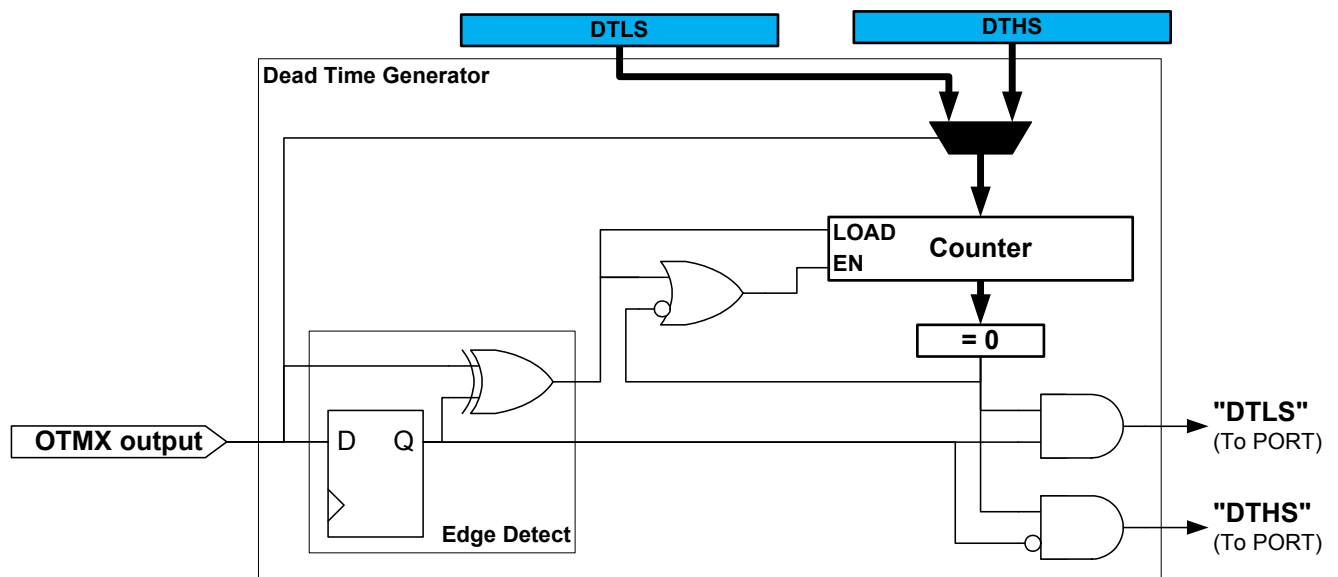 DTLS
DTHS
Dead Time Generator
LOAD
EN
Counter
= 0
OTMX output
D
Q
Edge Detect
"DTLS"
(To PORT)
"DTHS"
(To PORT)